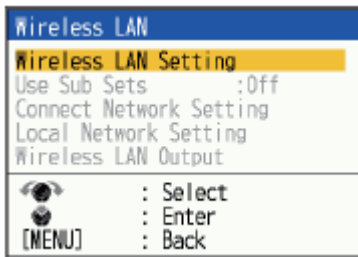 Wireless LAN
Wireless LAN Setting
Use Sub Sets :Off
Connect Network Setting
Local Network Setting
Wireless LAN Output
: Select
: Enter
[MENU] : Back